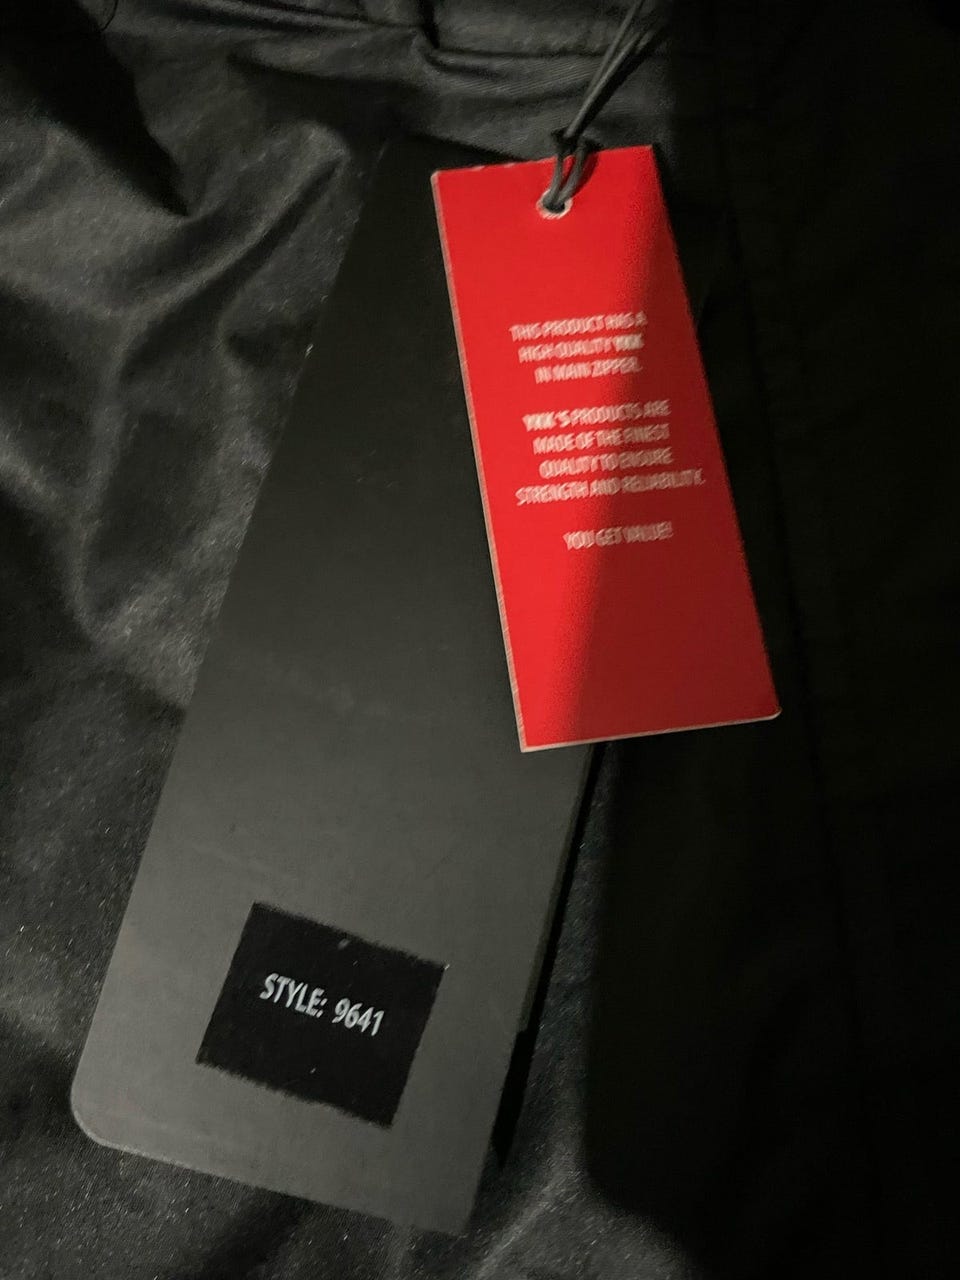 THIS PRODUCT HAS A
HIGH QUALITY YKK
IN MAIN ZIPPER.
YKK'S PRODUCTS ARE
MADE OF THE FINEST
QUALITY TO ENSURE
STRENGTH AND RELIABILITY.
YOU GET VALUE!
STYLE: 9641